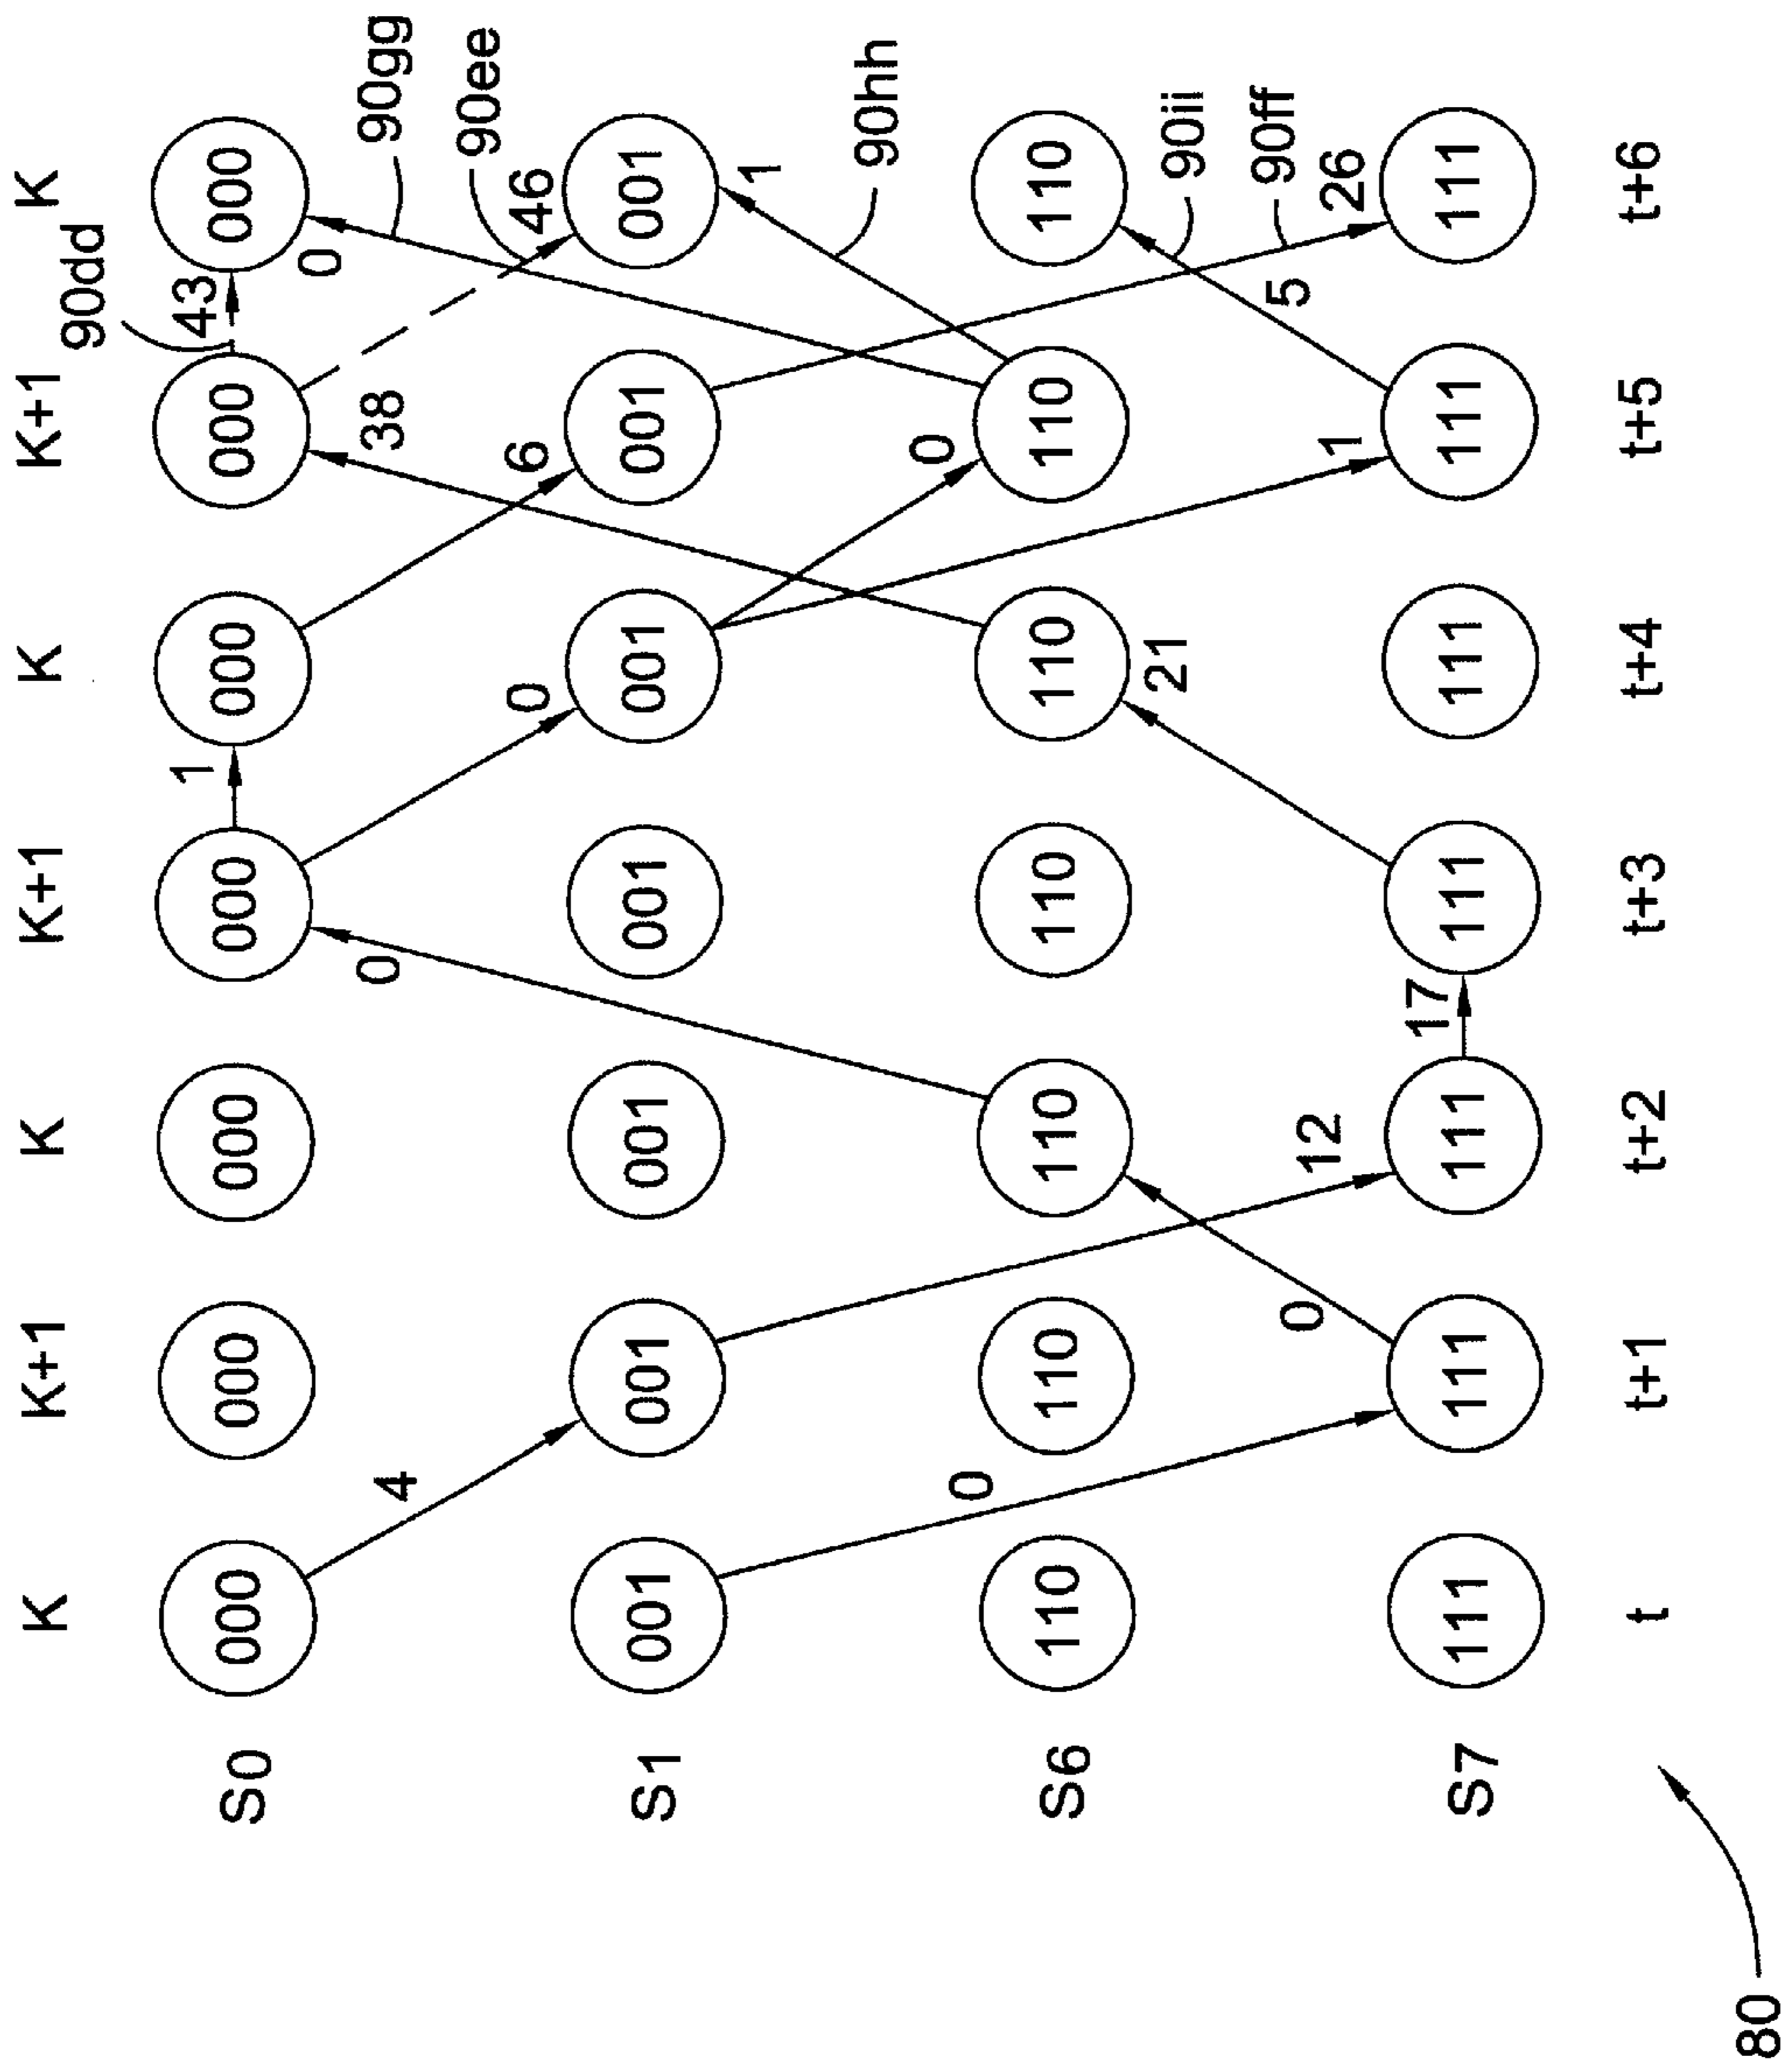 K K+1 K K+1 K K+1 K
90dd
S0 000 000 000 000 1 000 000 43 000
4 0 38 0 90gg
0 6 46 90ee
S1 001 001 001 001 001 001 001
1
0 0 90hh
S6 110 110 110 110 110 110 110
21
90ii
0 12 5 90ff
17 1 26
S7 111 111 111 111 111 111 111
t t+1 t+2 t+3 t+4 t+5 t+6
80